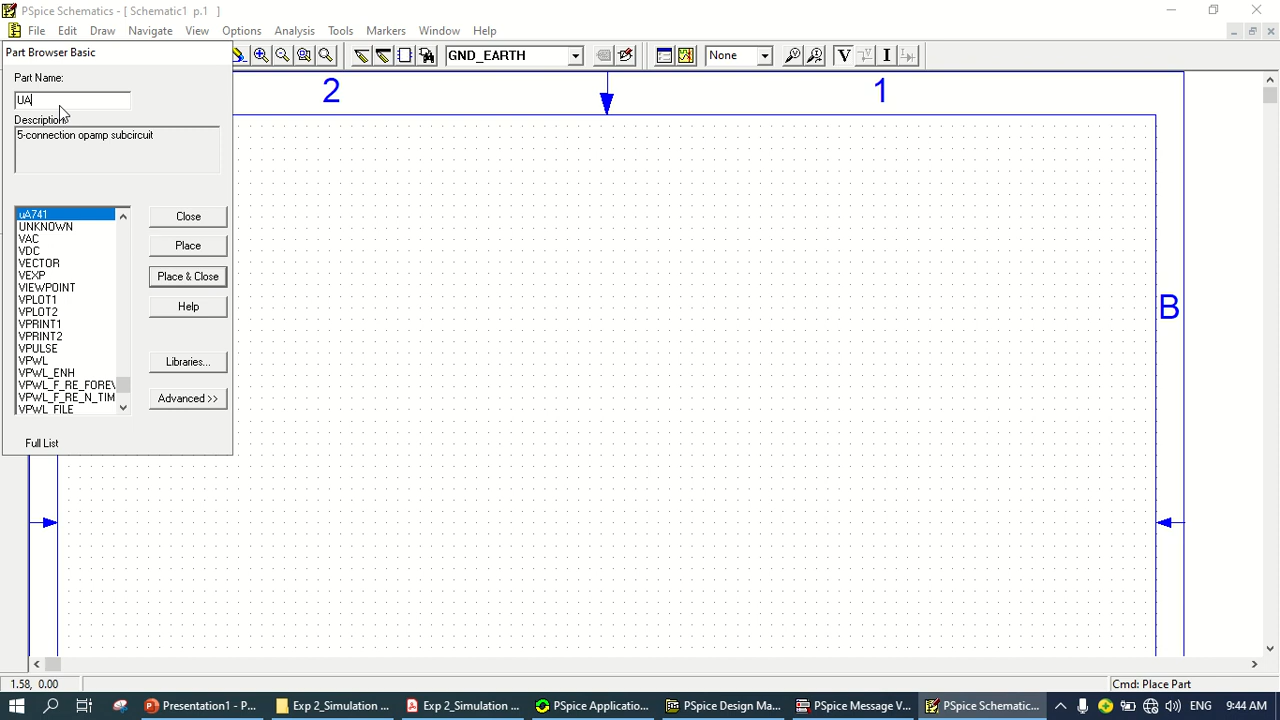 PSpice Schematics - [ Schematic1 p.1 ]
File Edit Draw Navigate View Options Analysis Tools Markers Window Help
Part Browser Basic
GND_EARTH
None
V
I
Part Name:
UA
Description:
5-connection opamp subcircuit
2
1
B
uA741
UNKNOWN
VAC
VDC
VECTOR
VEXP
VIEWPOINT
VPLOT1
VPLOT2
VPRINT1
VPRINT2
VPULSE
VPWL
VPWL_ENH
VPWL_F_RE_FOREV
VPWL_F_RE_N_TIM
VPWL_FILE
Close
Place
Place & Close
Help
Libraries...
Advanced >>
Full List
1.58, 0.00
Cmd: Place Part
Presentation1 - P...
Exp 2_Simulation ...
Exp 2_Simulation ...
PSpice Application...
PSpice Design Ma...
PSpice Message V...
PSpice Schematic...
ENG
9:44 AM